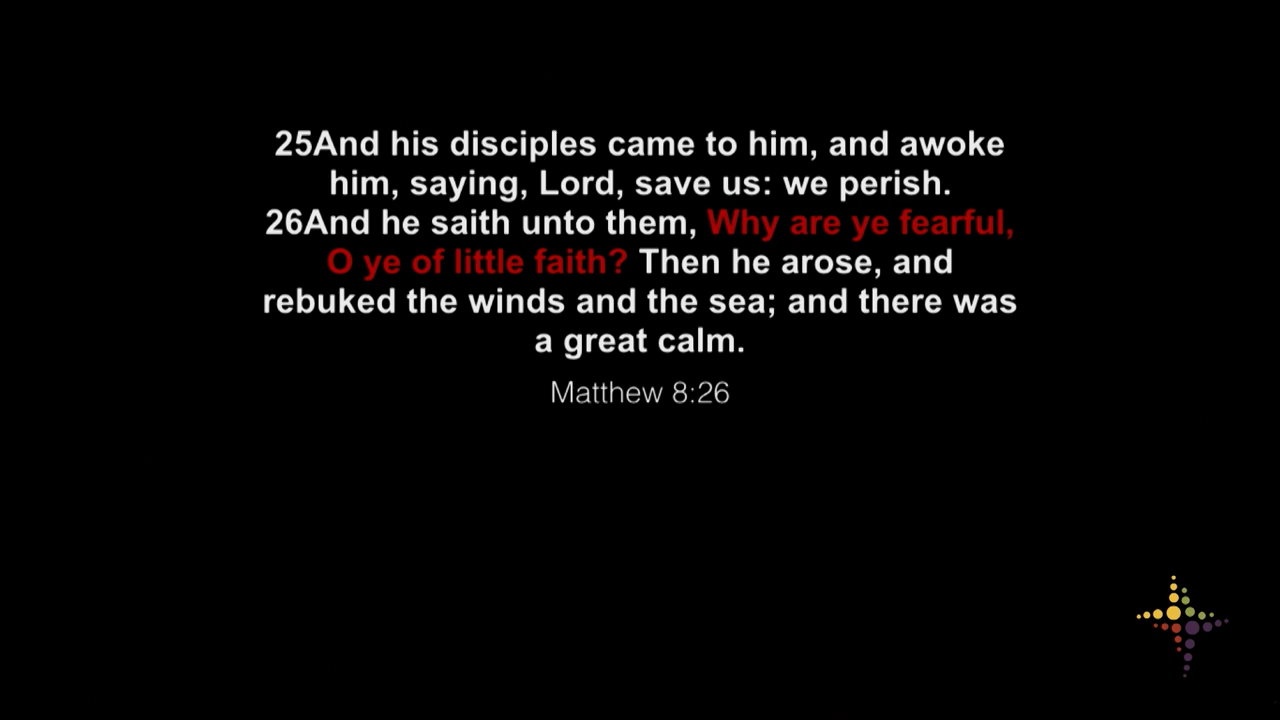 25And his disciples came to him, and awoke
him, saying, Lord, save us: we perish.
26And he saith unto them, Why are ye fearful,
O ye of little faith? Then he arose, and
rebuked the winds and the sea; and there was
a great calm.
Matthew 8:26